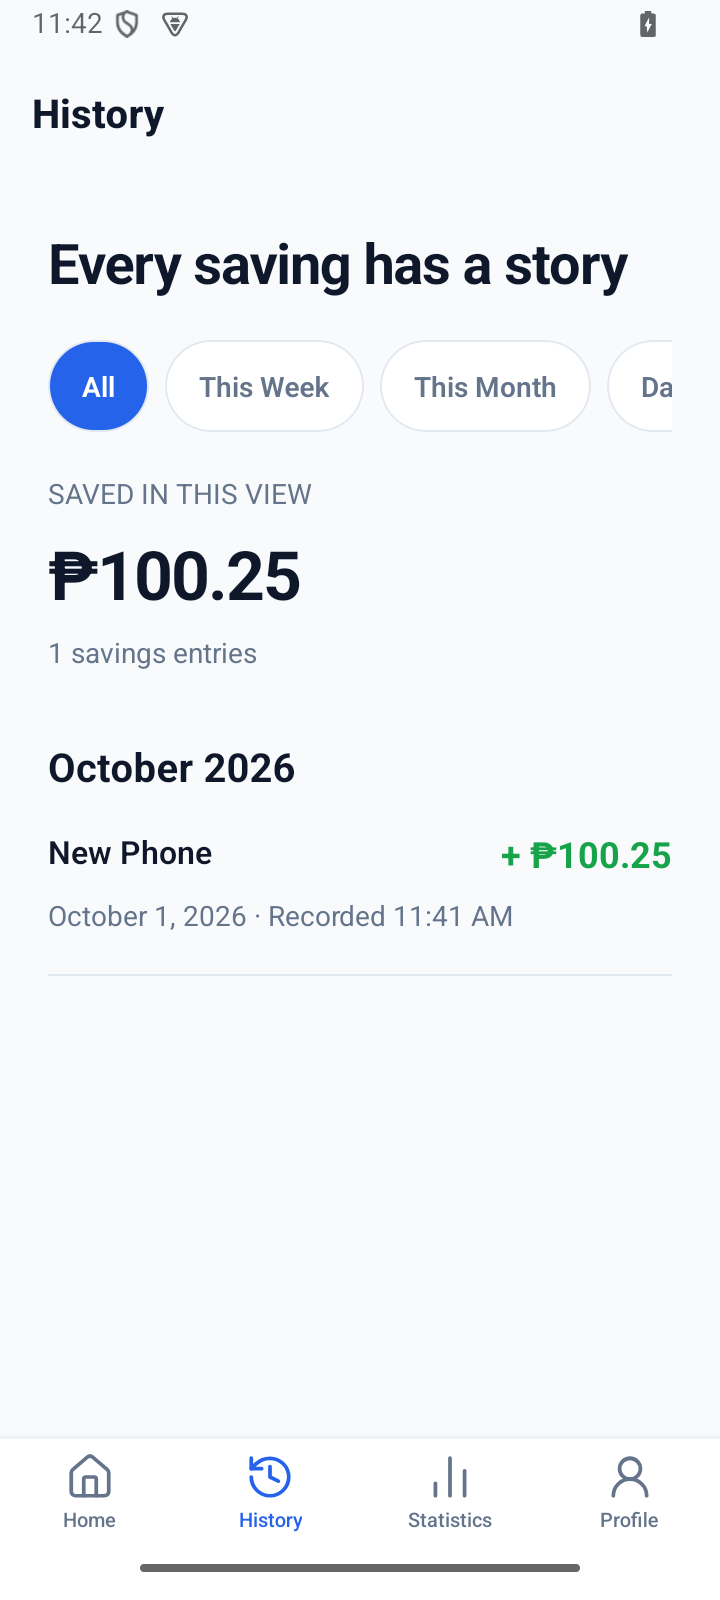 11:42
History
Every saving has a story
All
This Week
This Month
Da
SAVED IN THIS VIEW
₱100.25
1 savings entries
October 2026
New Phone
+ ₱100.25
October 1, 2026 · Recorded 11:41 AM
Home
History
Statistics
Profile